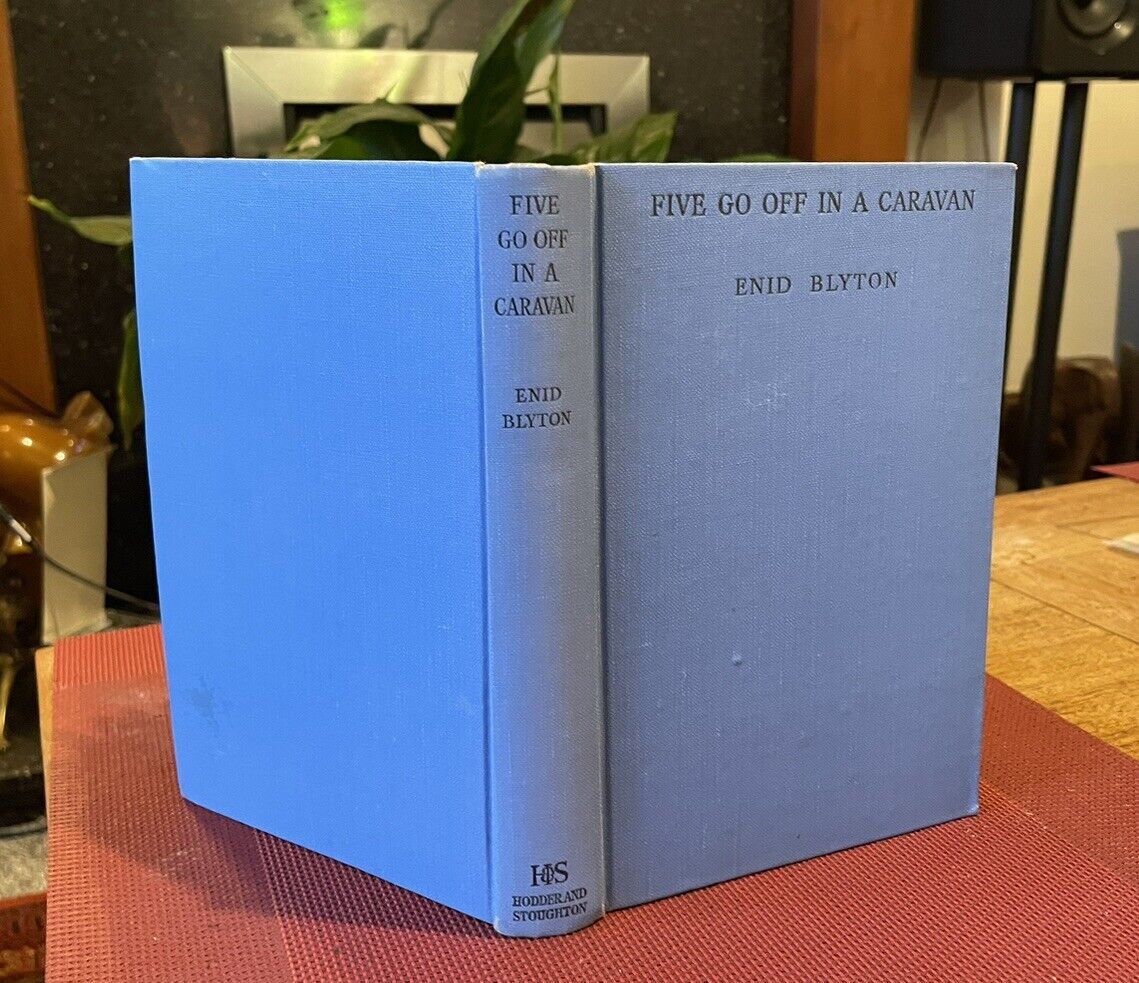 FIVE
GO OFF
IN A
CARAVAN
ENID
BLYTON
HS
HODDER AND
STOUGHTON
FIVE GO OFF IN A CARAVAN
ENID BLYTON